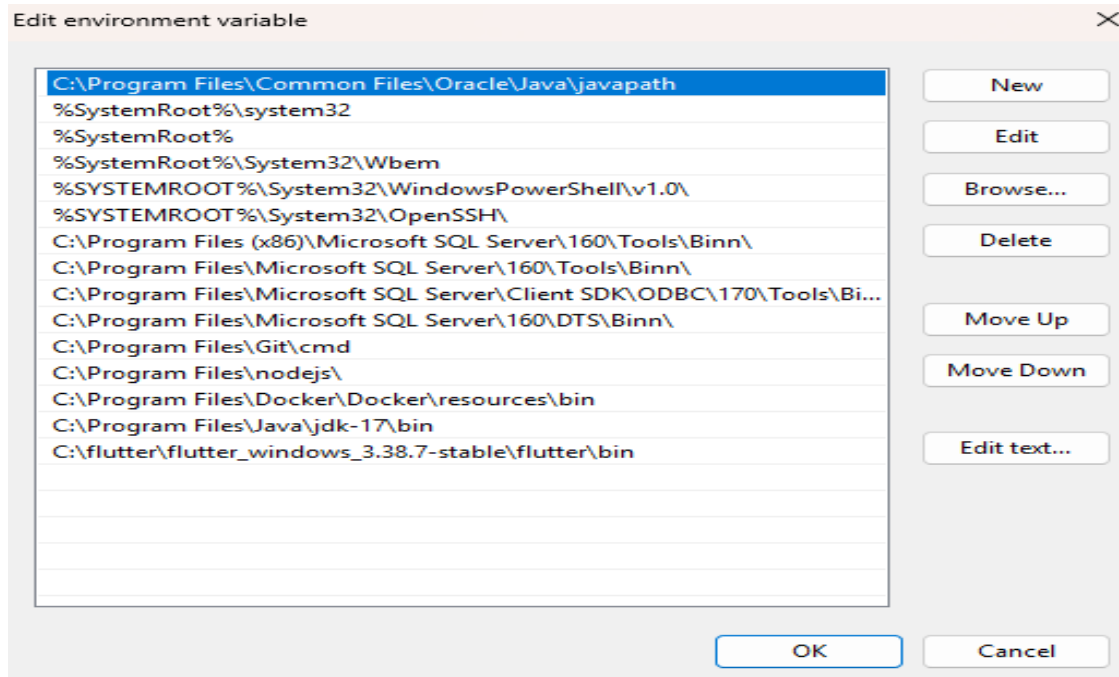 Edit environment variable
C:\Program Files\Common Files\Oracle\Java\javapath
%SystemRoot%\system32
%SystemRoot%
%SystemRoot%\System32\Wbem
%SYSTEMROOT%\System32\WindowsPowerShell\v1.0\
%SYSTEMROOT%\System32\OpenSSH\
C:\Program Files (x86)\Microsoft SQL Server\160\Tools\Binn\
C:\Program Files\Microsoft SQL Server\160\Tools\Binn\
C:\Program Files\Microsoft SQL Server\Client SDK\ODBC\170\Tools\Bi...
C:\Program Files\Microsoft SQL Server\160\DTS\Binn\
C:\Program Files\Git\cmd
C:\Program Files\nodejs\
C:\Program Files\Docker\Docker\resources\bin
C:\Program Files\Java\jdk-17\bin
C:\flutter\flutter_windows_3.38.7-stable\flutter\bin
New
Edit
Browse...
Delete
Move Up
Move Down
Edit text...
OK
Cancel